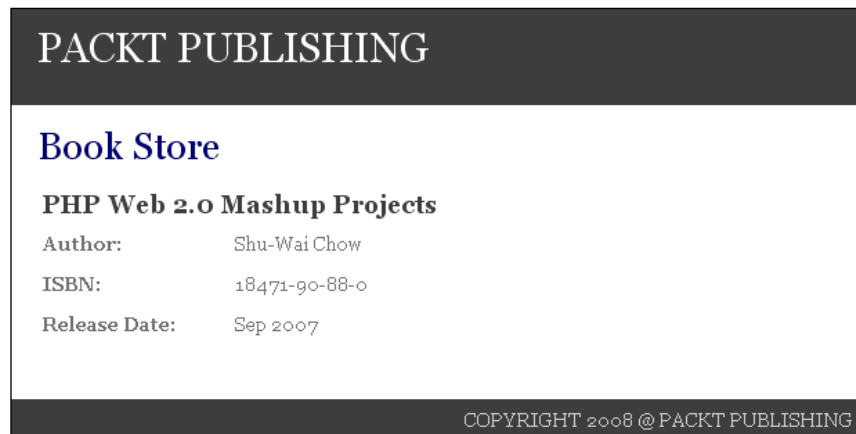 PACKT PUBLISHING
Book Store
PHP Web 2.0 Mashup Projects
Author: Shu-Wai Chow
ISBN: 18471-90-88-0
Release Date: Sep 2007
COPYRIGHT 2008 @ PACKT PUBLISHING